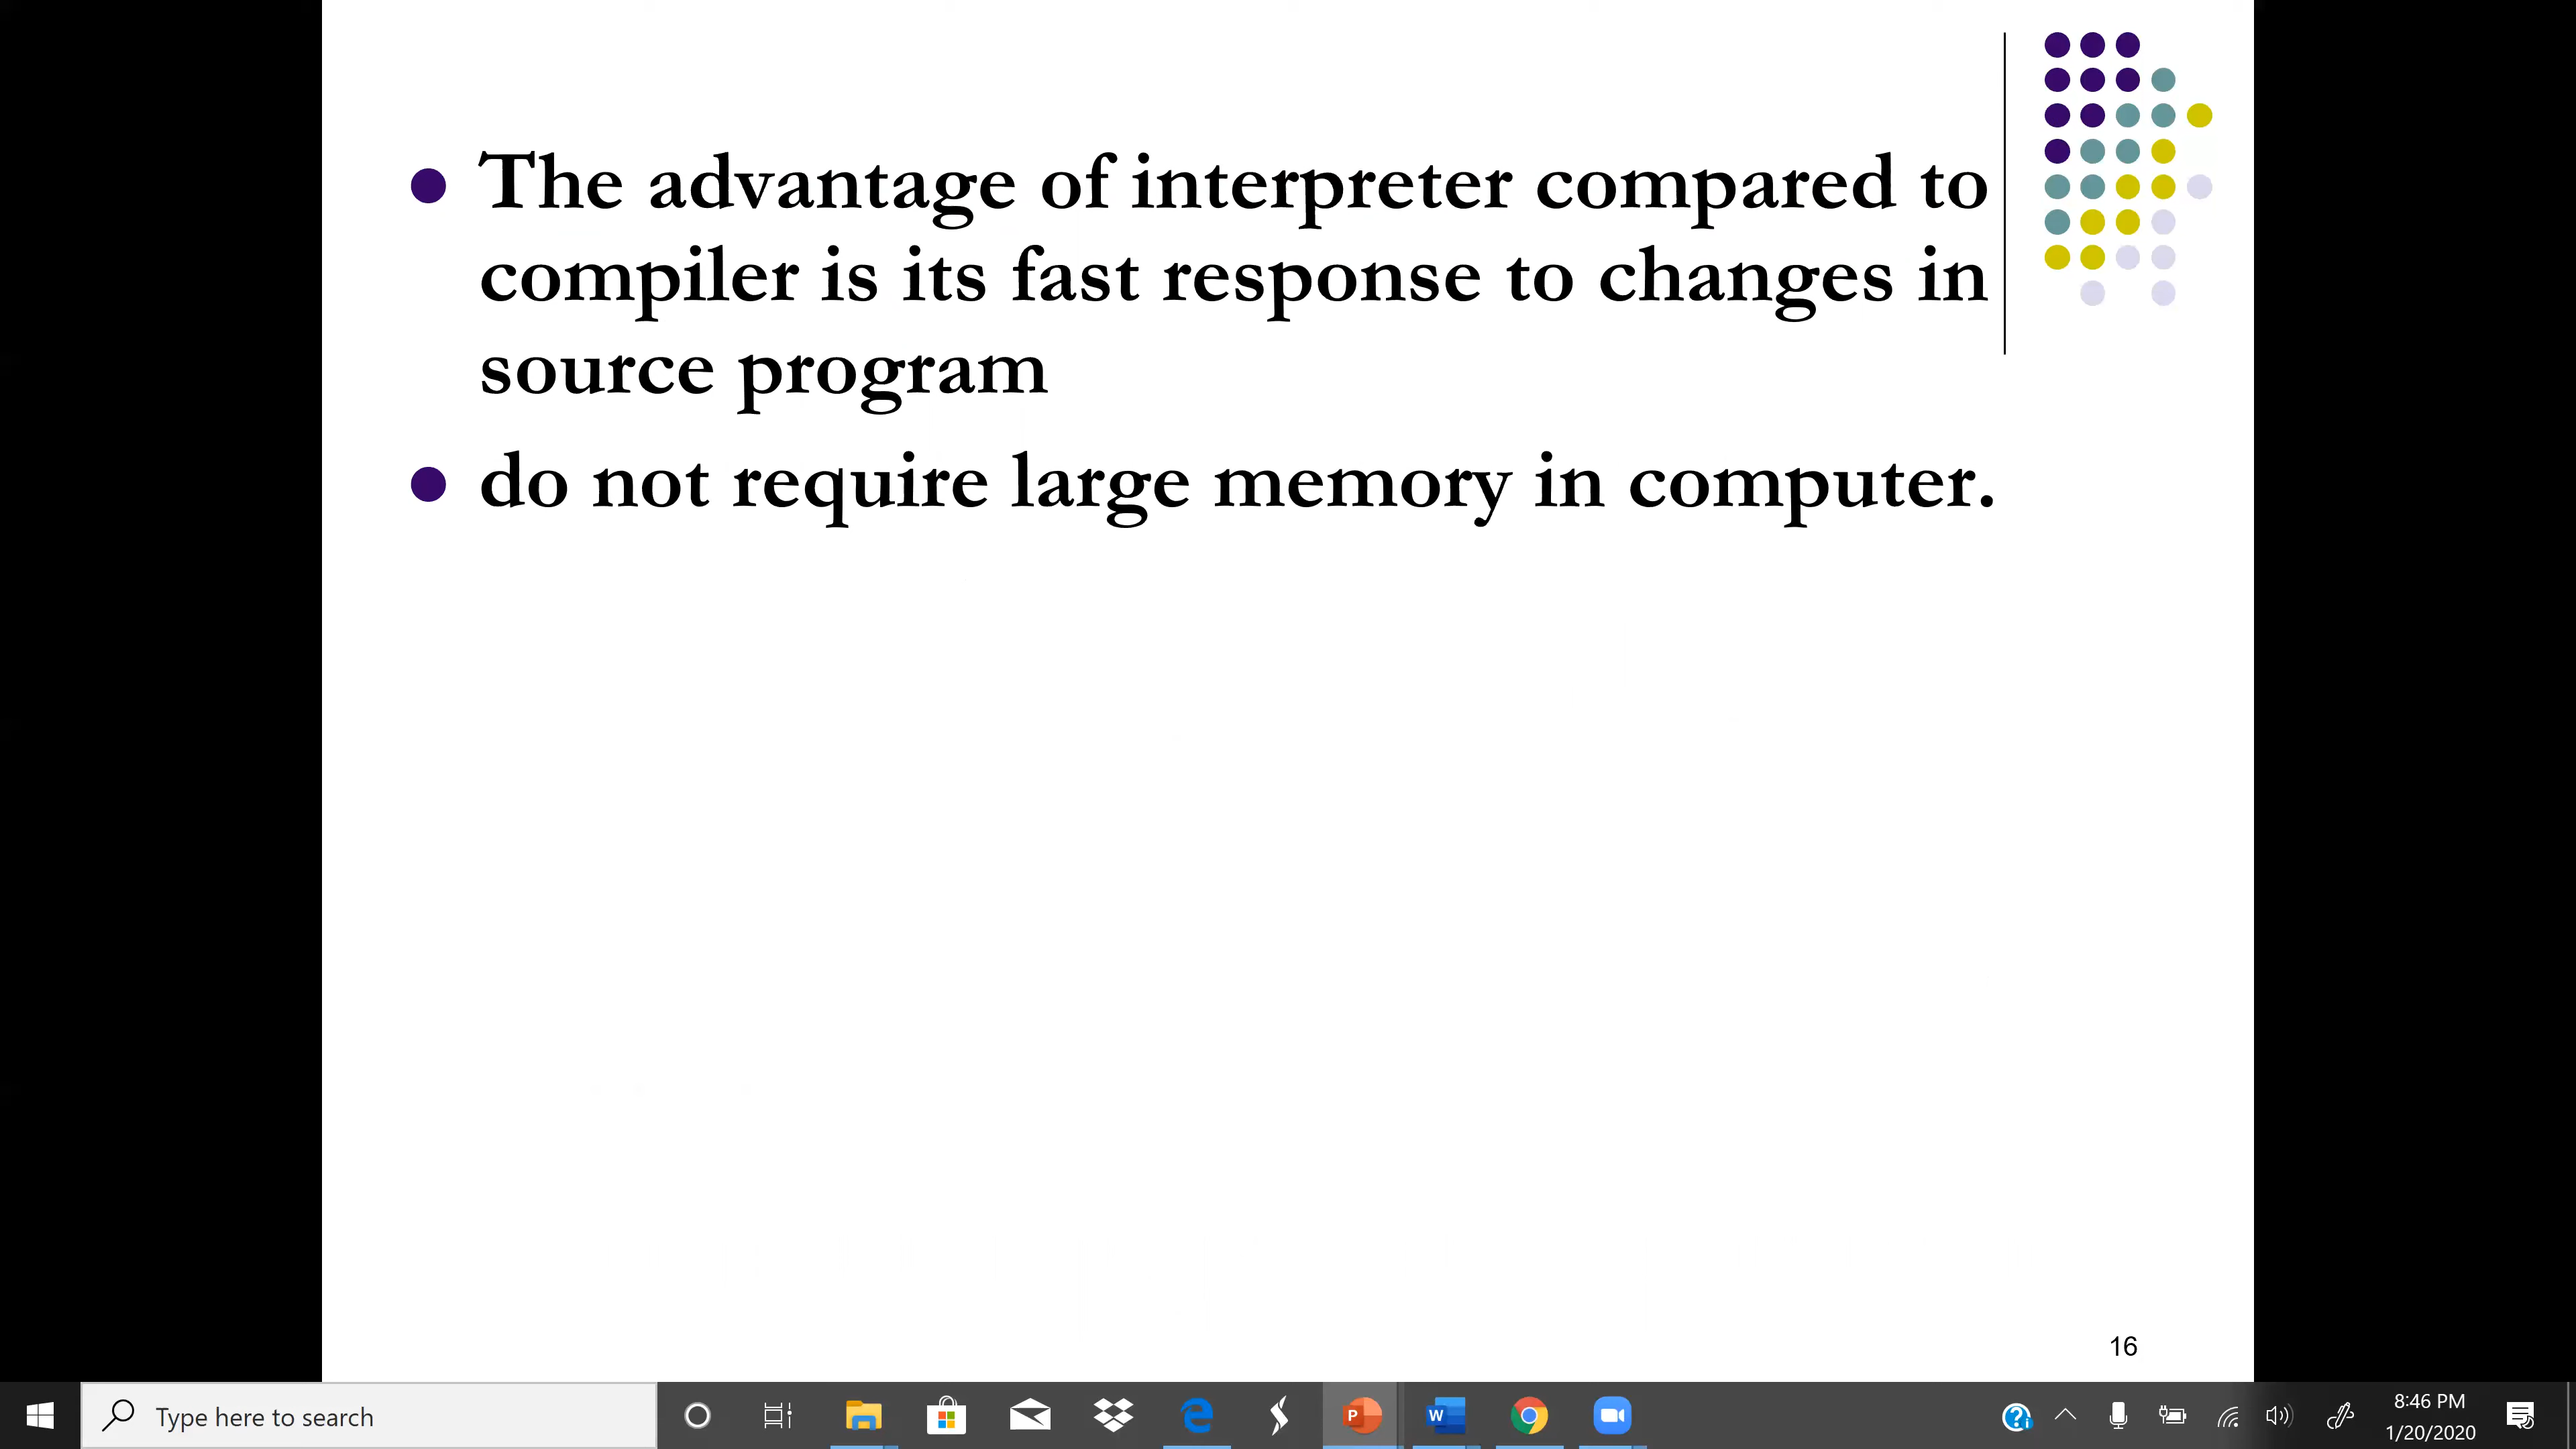 The advantage of interpreter compared to
compiler is its fast response to changes in
source program
do not require large memory in computer.
16
Type here to search
8:46 PM
1/20/2020